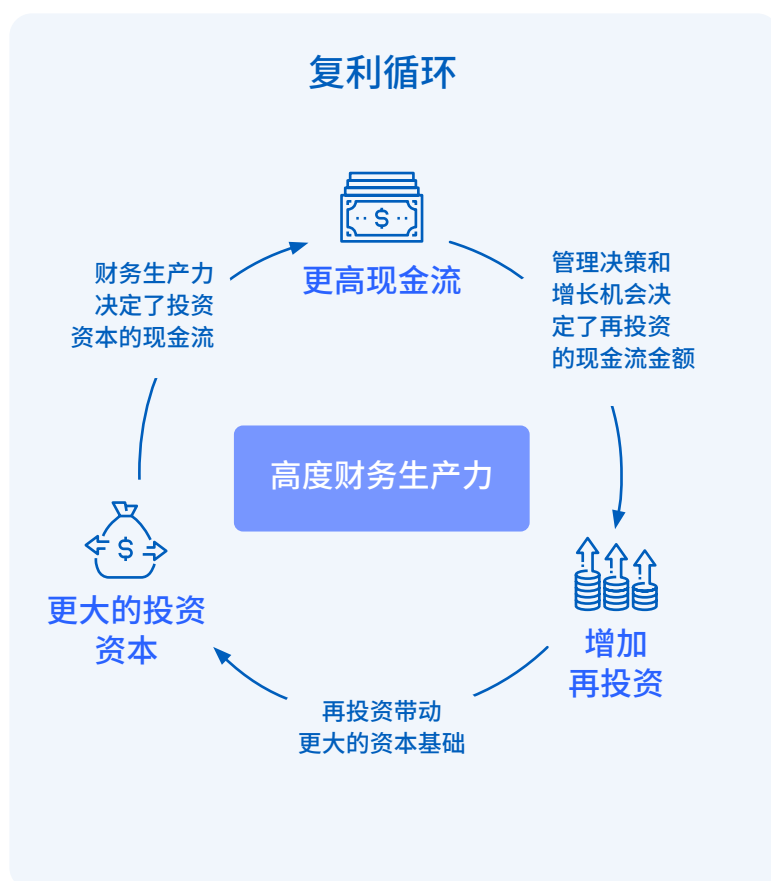 复利循环
更高现金流
管理决策和
增长机会决
定了再投资
的现金流金额
增加
再投资
再投资带动
更大的资本基础
更大的投资
资本
财务生产力
决定了投资
资本的现金流
高度财务生产力